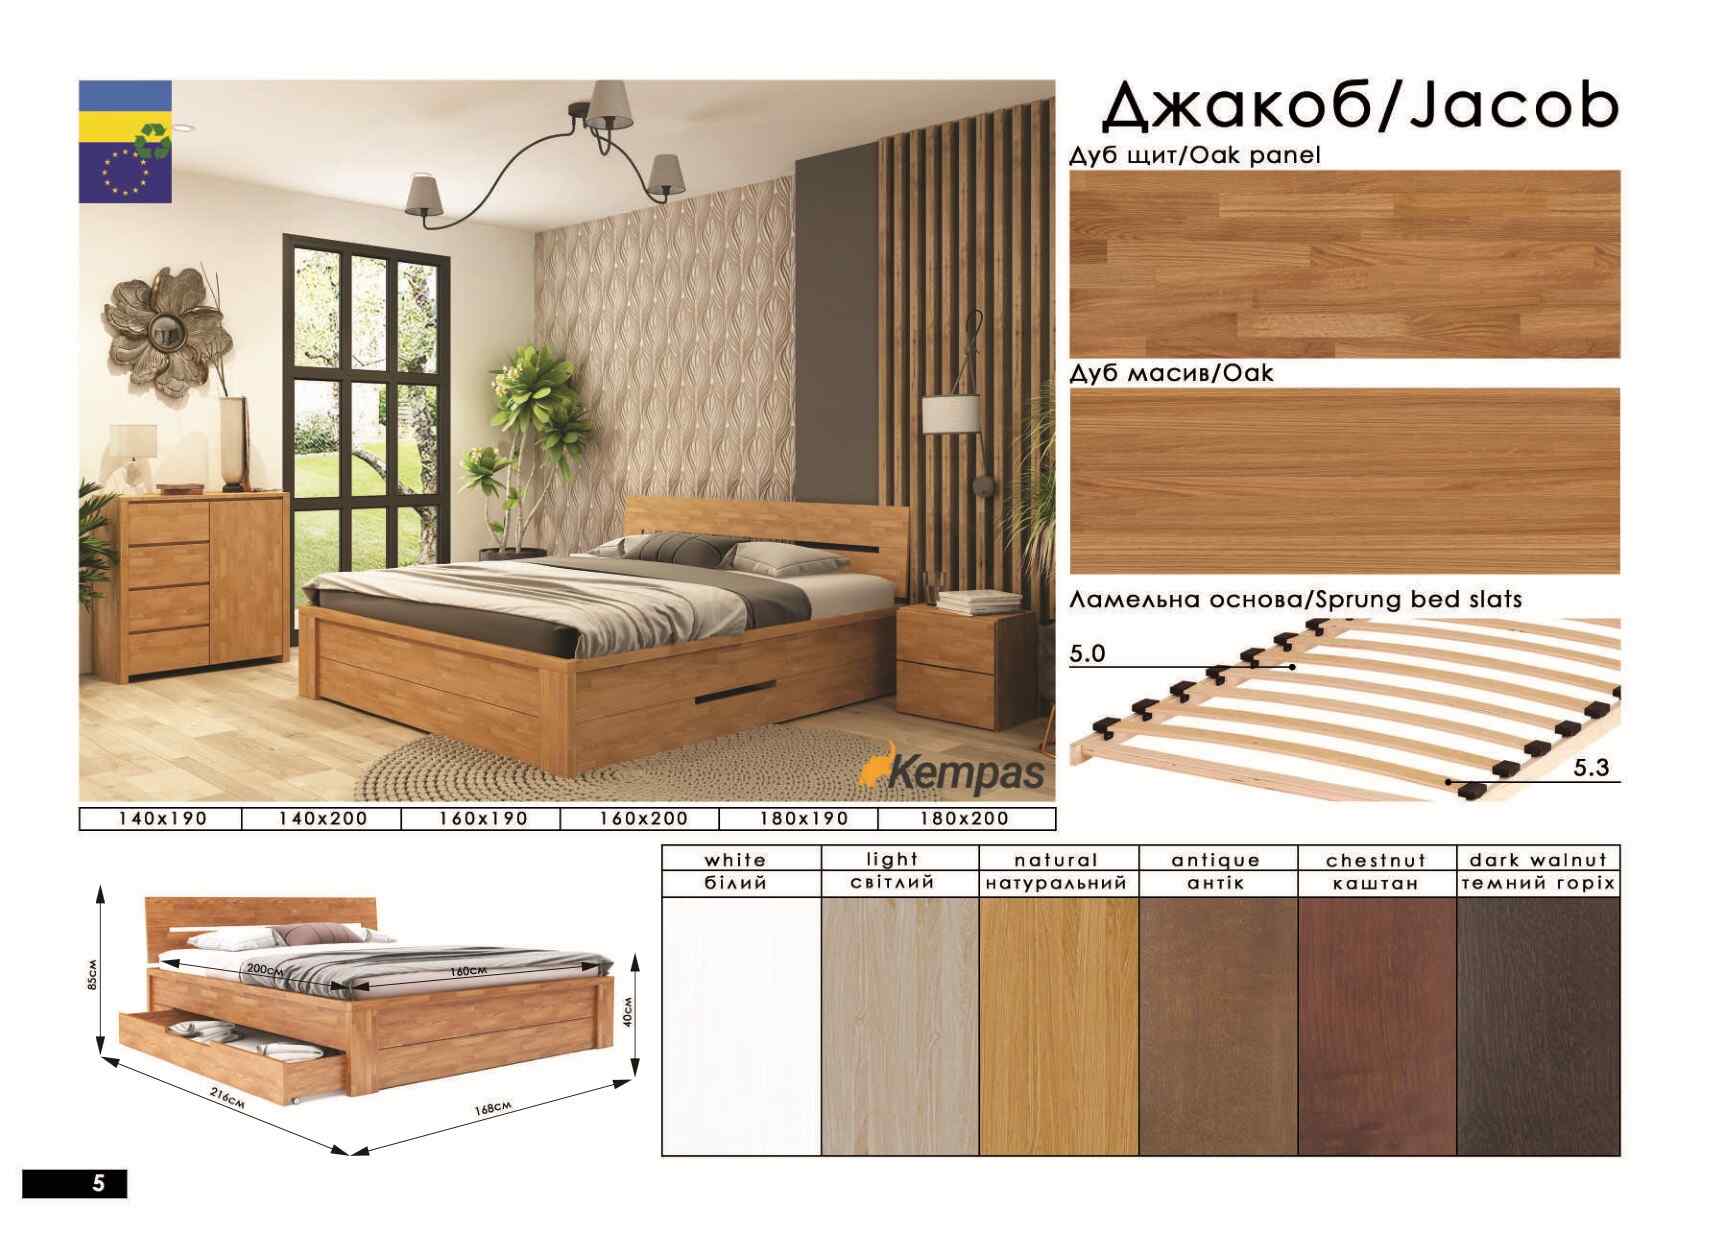 Джакоб/Jacob
Дуб щит/Oak panel
Дуб масив/Oak
Ламельна основа/Sprung bed slats
5.0
5.3
Kempas
140x190 140x200 160x190 160x200 180x190 180x200
white light natural antique chestnut dark walnut
білий світлий натуральний антік каштан темний горіх
85см
200см
160см
40см
216см
168см
5